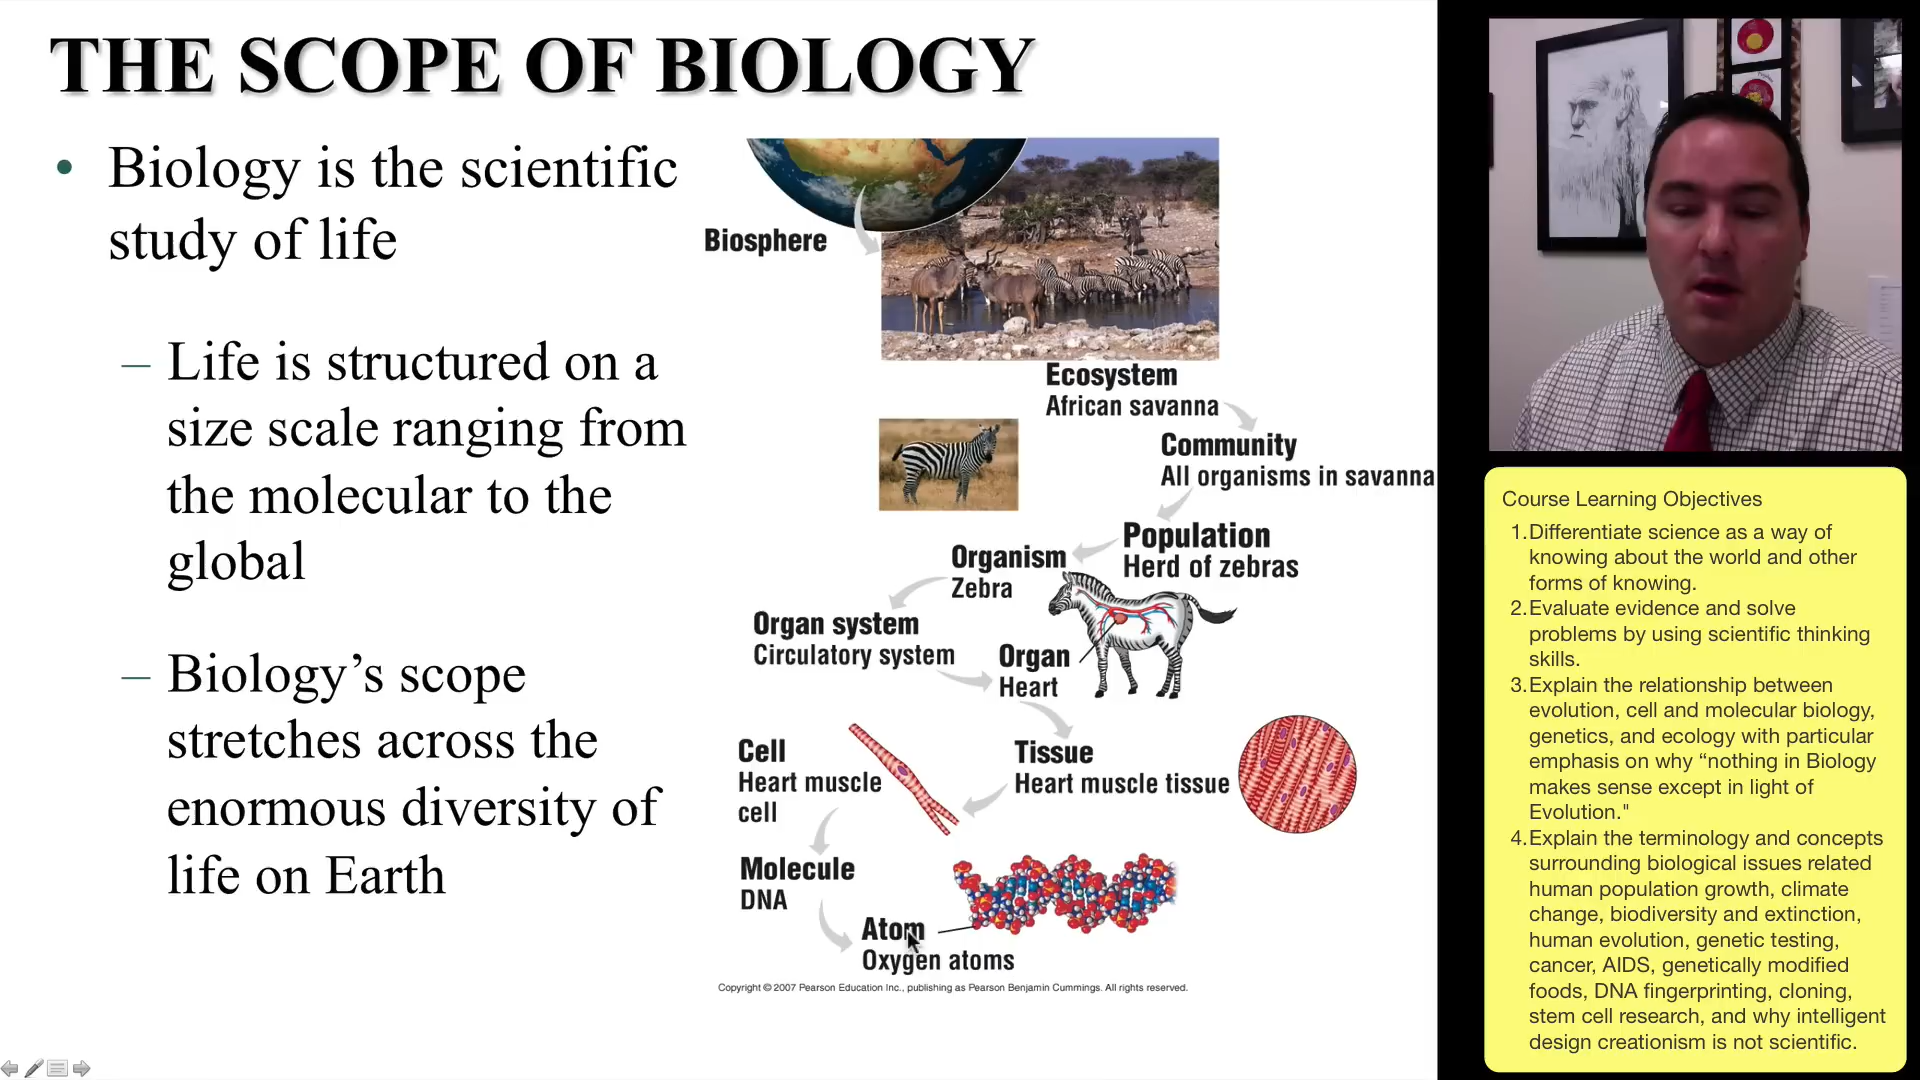 THE SCOPE OF BIOLOGY
• Biology is the scientific
study of life
– Life is structured on a
size scale ranging from
the molecular to the
global
– Biology’s scope
stretches across the
enormous diversity of
life on Earth
Biosphere
Ecosystem
African savanna
Community
All organisms in savanna
Population
Herd of zebras
Organism
Zebra
Organ system
Circulatory system
Organ
Heart
Tissue
Heart muscle tissue
Cell
Heart muscle
cell
Molecule
DNA
Atom
Oxygen atoms
Copyright © 2007 Pearson Education Inc., publishing as Pearson Benjamin Cummings. All rights reserved.
Course Learning Objectives
1.Differentiate science as a way of
knowing about the world and other
forms of knowing.
2.Evaluate evidence and solve
problems by using scientific thinking
skills.
3.Explain the relationship between
evolution, cell and molecular biology,
genetics, and ecology with particular
emphasis on why “nothing in Biology
makes sense except in light of
Evolution."
4.Explain the terminology and concepts
surrounding biological issues related
human population growth, climate
change, biodiversity and extinction,
human evolution, genetic testing,
cancer, AIDS, genetically modified
foods, DNA fingerprinting, cloning,
stem cell research, and why intelligent
design creationism is not scientific.